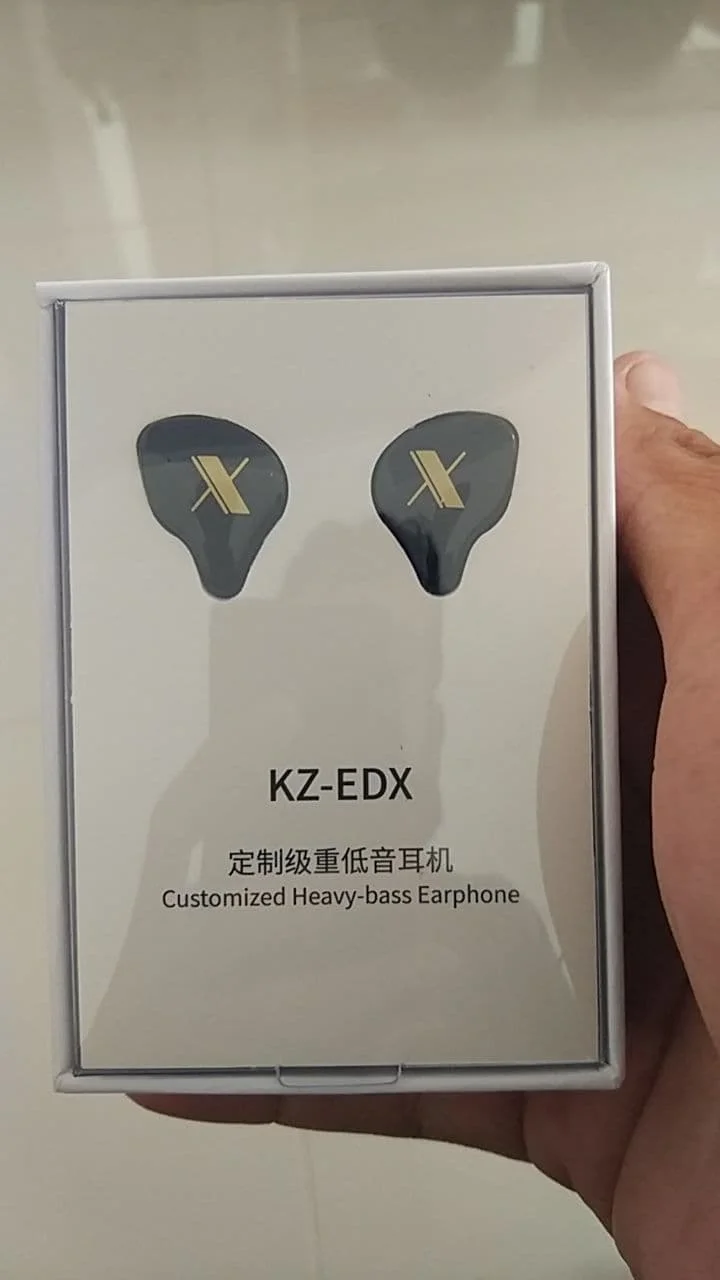 X X
KZ-EDX
定制级重低音耳机
Customized Heavy-bass Earphone